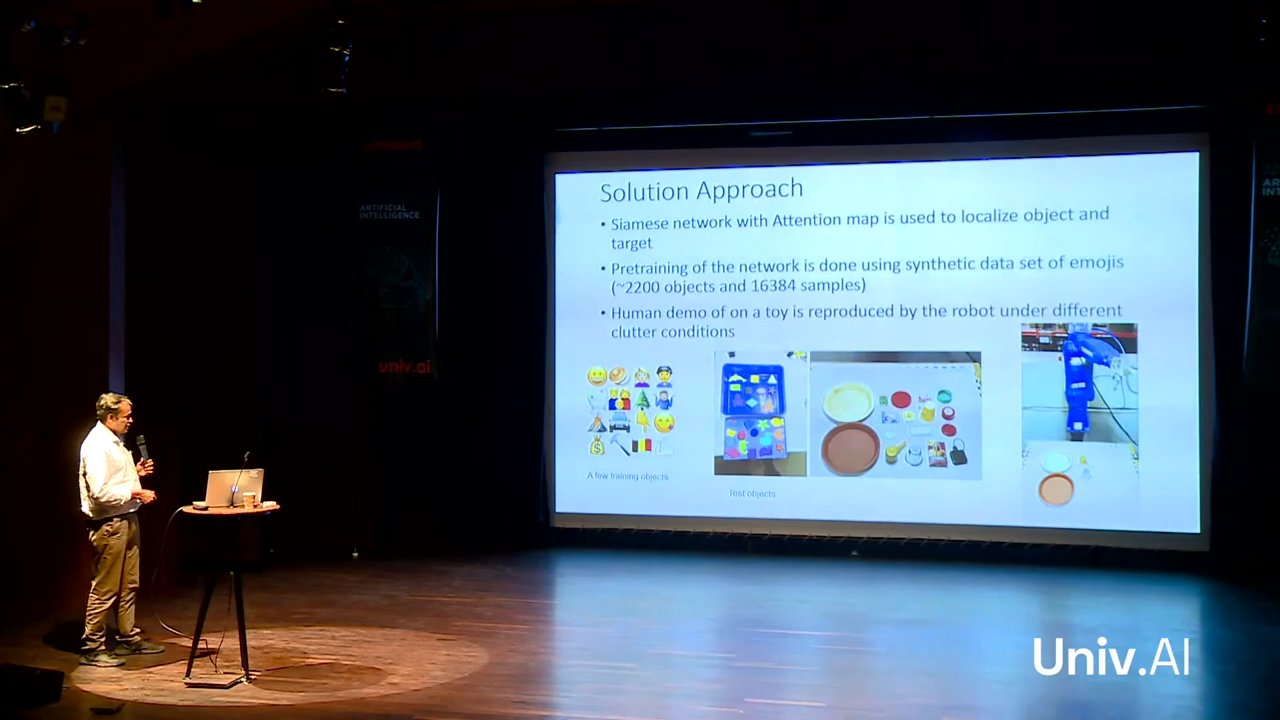 Solution Approach
• Siamese network with Attention map is used to localize object and
target
• Pretraining of the network is done using synthetic data set of emojis
(~2200 objects and 16384 samples)
• Human demo of on a toy is reproduced by the robot under different
clutter conditions
A few training objects
Test objects
ARTIFICIAL
INTELLIGENCE
univ.ai
AR
INT
Univ.AI